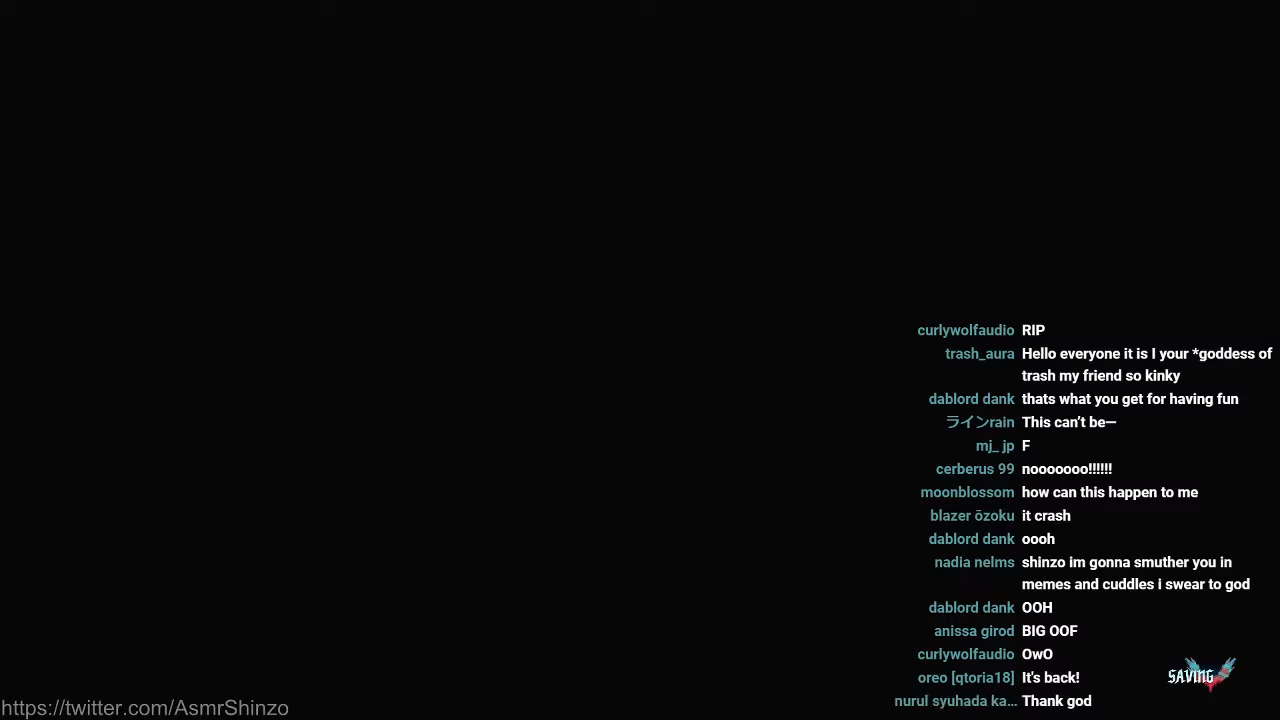 curlywolfaudio RIP
trash_aura Hello everyone it is I your *goddess of
trash my friend so kinky
dablord dank thats what you get for having fun
ラインrain This can't be—
mj_ jp F
cerberus 99 nooooooo!!!!!!
moonblossom how can this happen to me
blazer ōzoku it crash
dablord dank oooh
nadia nelms shinzo im gonna smuther you in
memes and cuddles i swear to god
dablord dank OOH
anissa girod BIG OOF
curlywolfaudio OwO
oreo [qtoria18] It's back!
SAVING
nurul syuhada ka... Thank god
https://twitter.com/AsmrShinzo